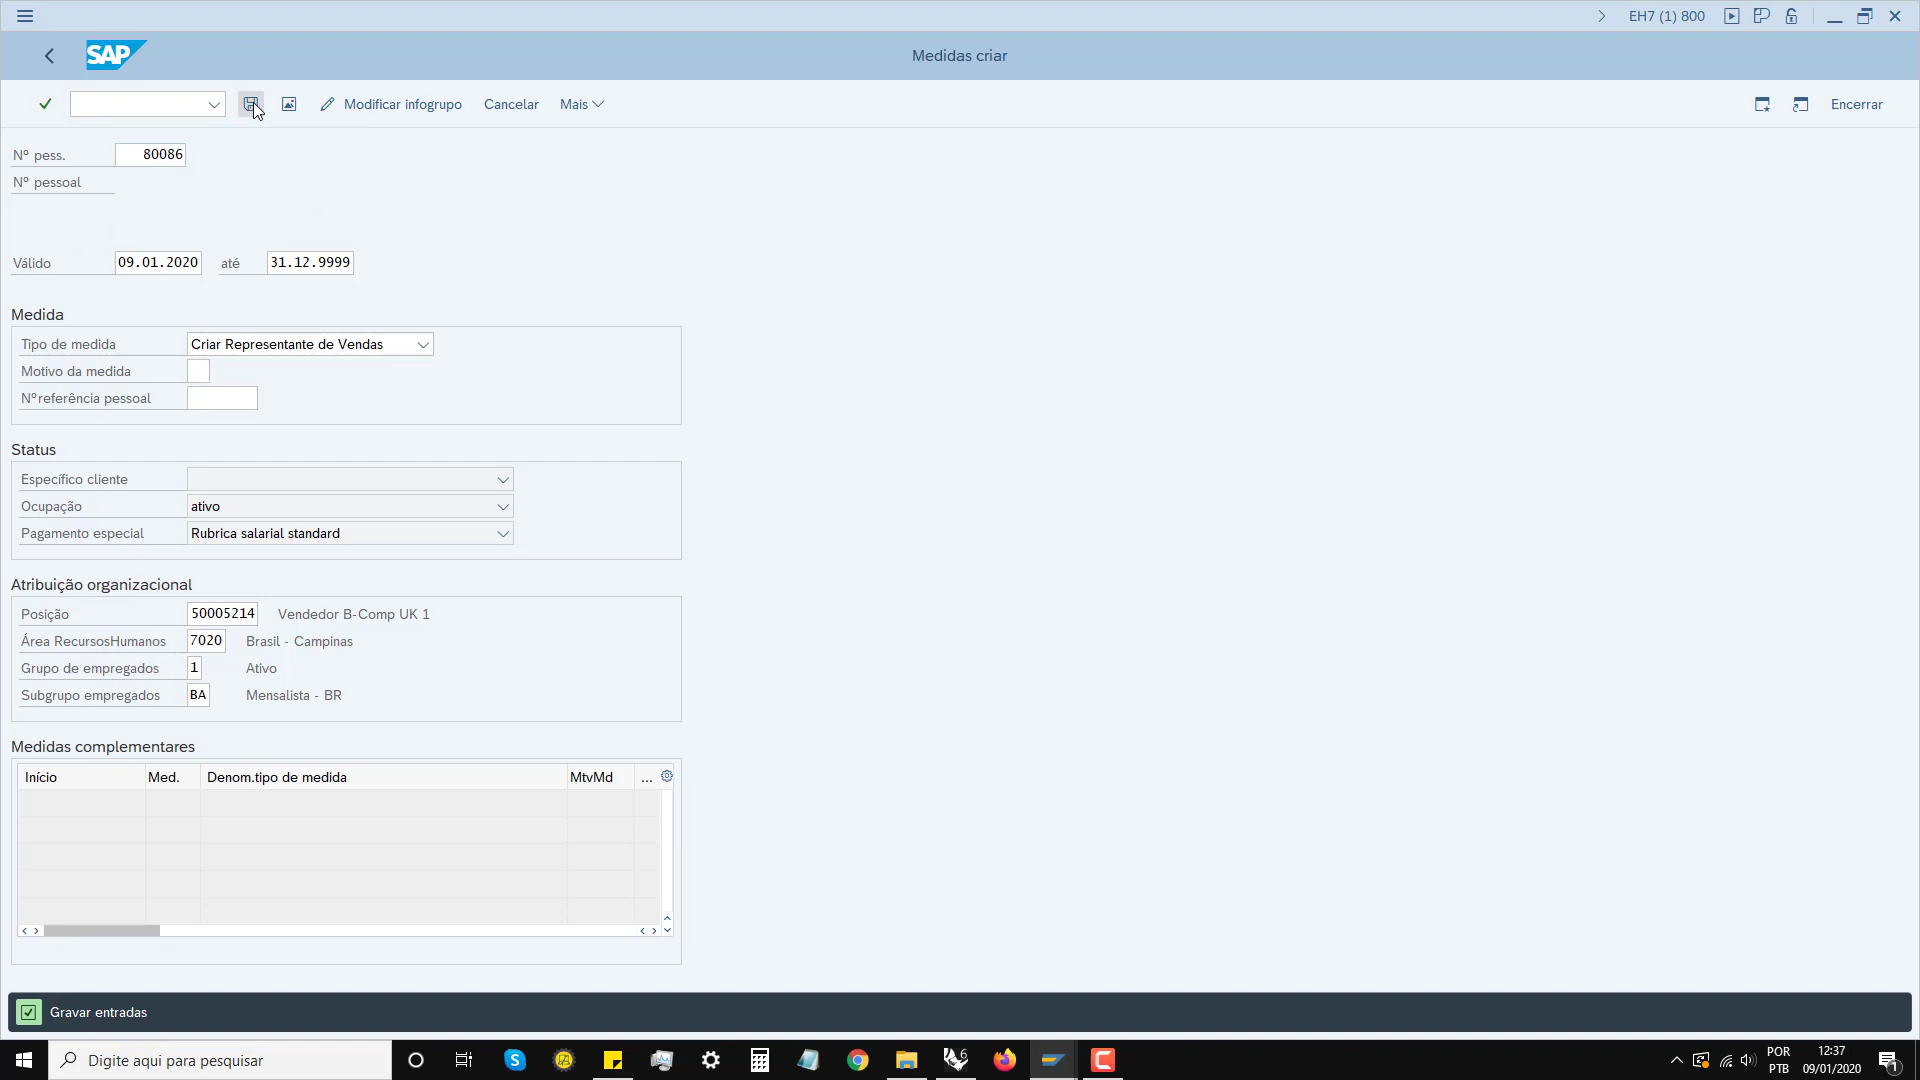 EH7 (1) 800
SAP
Medidas criar
Modificar infogrupo
Cancelar
Mais
Encerrar
Nº pess. 80086
Nº pessoal
Válido 09.01.2020 até 31.12.9999
Medida
Tipo de medida Criar Representante de Vendas
Motivo da medida
Nºreferência pessoal
Status
Específico cliente
Ocupação ativo
Pagamento especial Rubrica salarial standard
Atribuição organizacional
Posição 50005214 Vendedor B-Comp UK 1
Área RecursosHumanos 7020 Brasil - Campinas
Grupo de empregados 1 Ativo
Subgrupo empregados BA Mensalista - BR
Medidas complementares
Início Med. Denom.tipo de medida MtvMd ...
Gravar entradas
Digite aqui para pesquisar
POR
PTB
12:37
09/01/2020
1